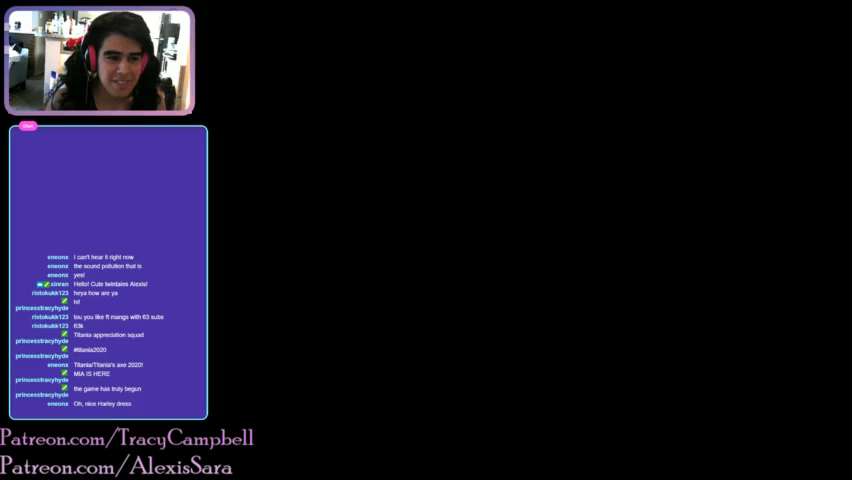 Chat
eneonx I can't hear it right now
eneonx the sound pollution that is
eneonx yes!
xinran Hello! Cute twintales Alexis!
ristokukk123 heya how are ya
princesstracyhyde hi!
ristokukk123 tou you like ft mangs with 63 subs
ristokukk123 63k
princesstracyhyde Titania appreciation squad
princesstracyhyde #titania2020
eneonx Titania/Titania's axe 2020!
princesstracyhyde MIA IS HERE
princesstracyhyde the game has truly begun
eneonx Oh, nice Harley dress
Patreon.com/TracyCampbell
Patreon.com/AlexisSara